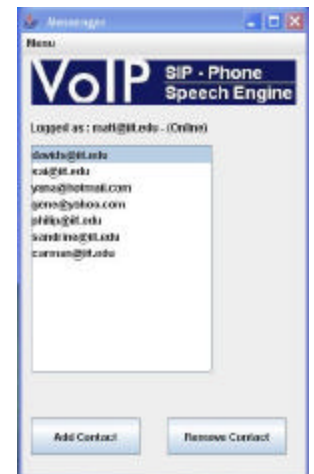 Messenger
Menu
VoIP SIP - Phone
Speech Engine
Logged as : matt@iit.edu - (Online)
davids@iit.edu
kai@iit.edu
yana@hotmail.com
gene@yahoo.com
philip@iit.edu
sandrine@iit.edu
carman@iit.edu
Add Contact
Remove Contact